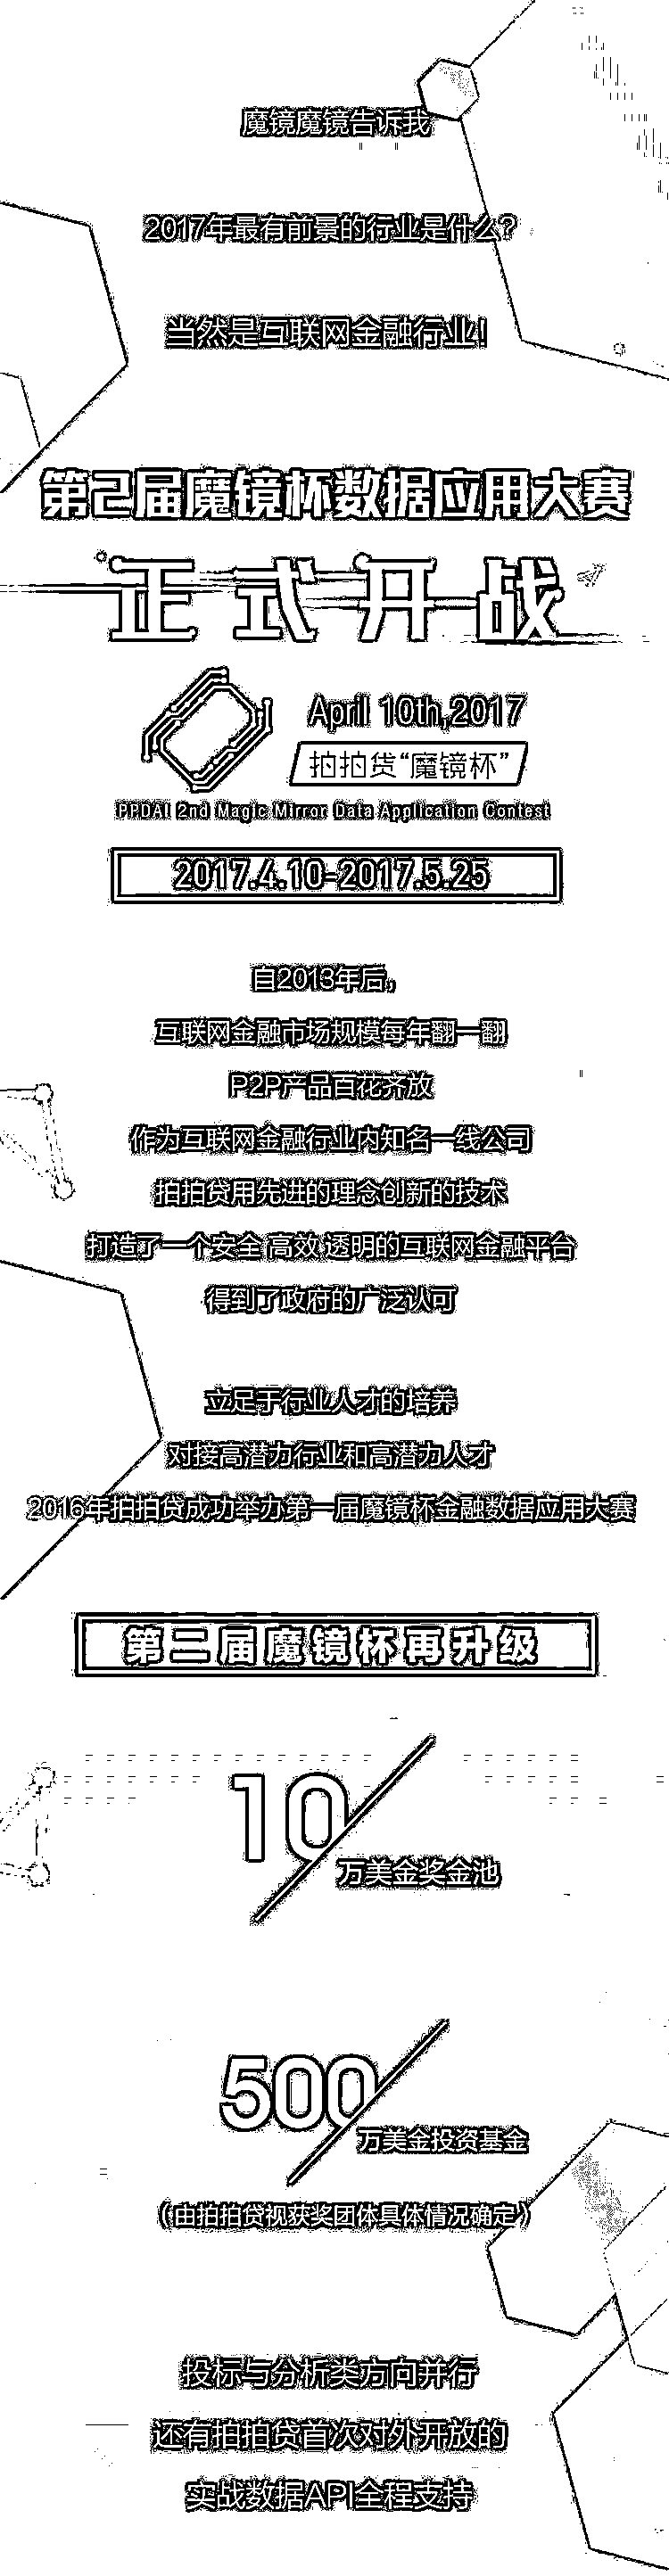 魔镜魔镜告诉我
2017年最有前景的行业是什么?
当然是互联网金融行业!
第2届魔镜杯数据应用大赛
正式开战
April 10th,2017
拍拍贷“魔镜杯”
PPDAI 2nd Magic Mirror Data Application Contest
2017.4.10-2017.5.25
自2013年后,
互联网金融市场规模每年翻一翻
P2P产品百花齐放
作为互联网金融行业内知名一线公司
拍拍贷用先进的理念创新的技术
打造了一个安全 高效 透明的互联网金融平台
得到了政府的广泛认可
立足于行业人才的培养
对接高潜力行业和高潜力人才
2016年拍拍贷成功举办第一届魔镜杯金融数据应用大赛
第二届魔镜杯再升级
10
万美金奖金池
500
万美金投资基金
(由拍拍贷视获奖团体具体情况确定)
投标与分析类方向并行
还有拍拍贷首次对外开放的
实战数据API全程支持